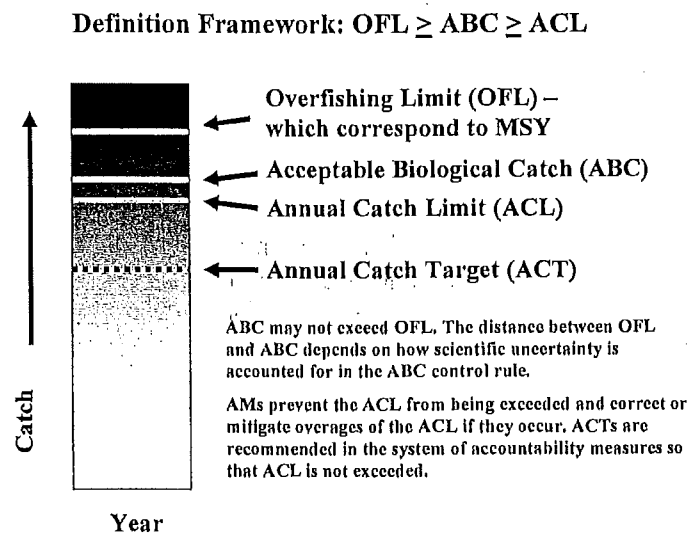 Definition Framework: OFL ≥ ABC ≥ ACL
Overfishing Limit (OFL) –
which correspond to MSY
Acceptable Biological Catch (ABC)
Annual Catch Limit (ACL)
Annual Catch Target (ACT)
ABC may not exceed OFL. The distance between OFL
and ABC depends on how scientific uncertainty is
accounted for in the ABC control rule.
AMs prevent the ACL from being exceeded and correct or
mitigate overages of the ACL if they occur. ACTs are
recommended in the system of accountability measures so
that ACL is not exceeded.
Catch
Year